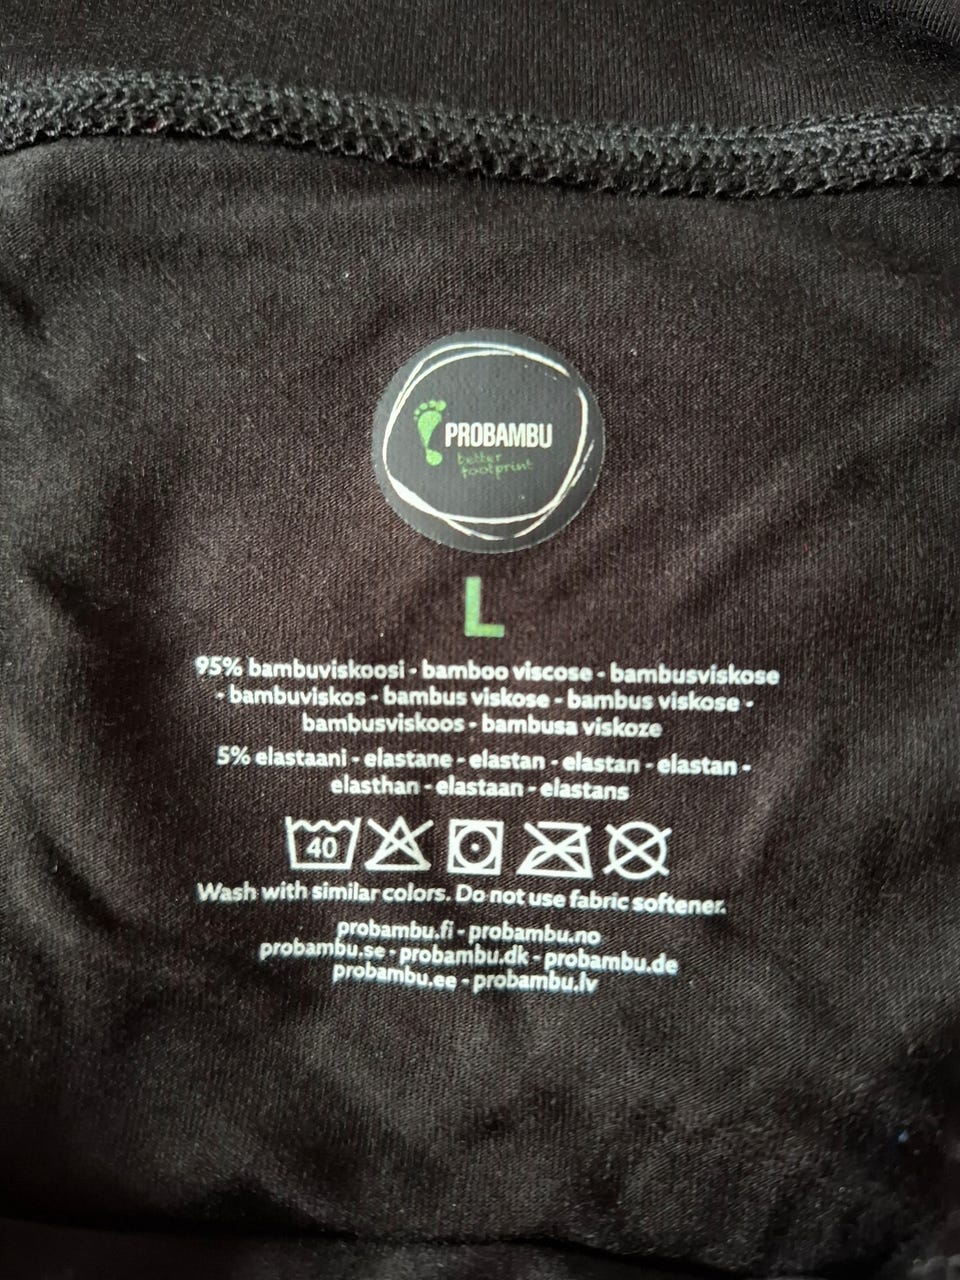 PROBAMBU
better
footprint
L
95% bambuviskoosi - bamboo viscose - bambusviskose
- bambuviskos - bambus viskose - bambus viskose -
bambusviskoos - bambusa viskoze
5% elastaani - elastane - elastan - elastan - elastan -
elasthan - elastaan - elastans
40
Wash with similar colors. Do not use fabric softener.
probambu.fi - probambu.no
probambu.se - probambu.dk - probambu.de
probambu.ee - probambu.lv